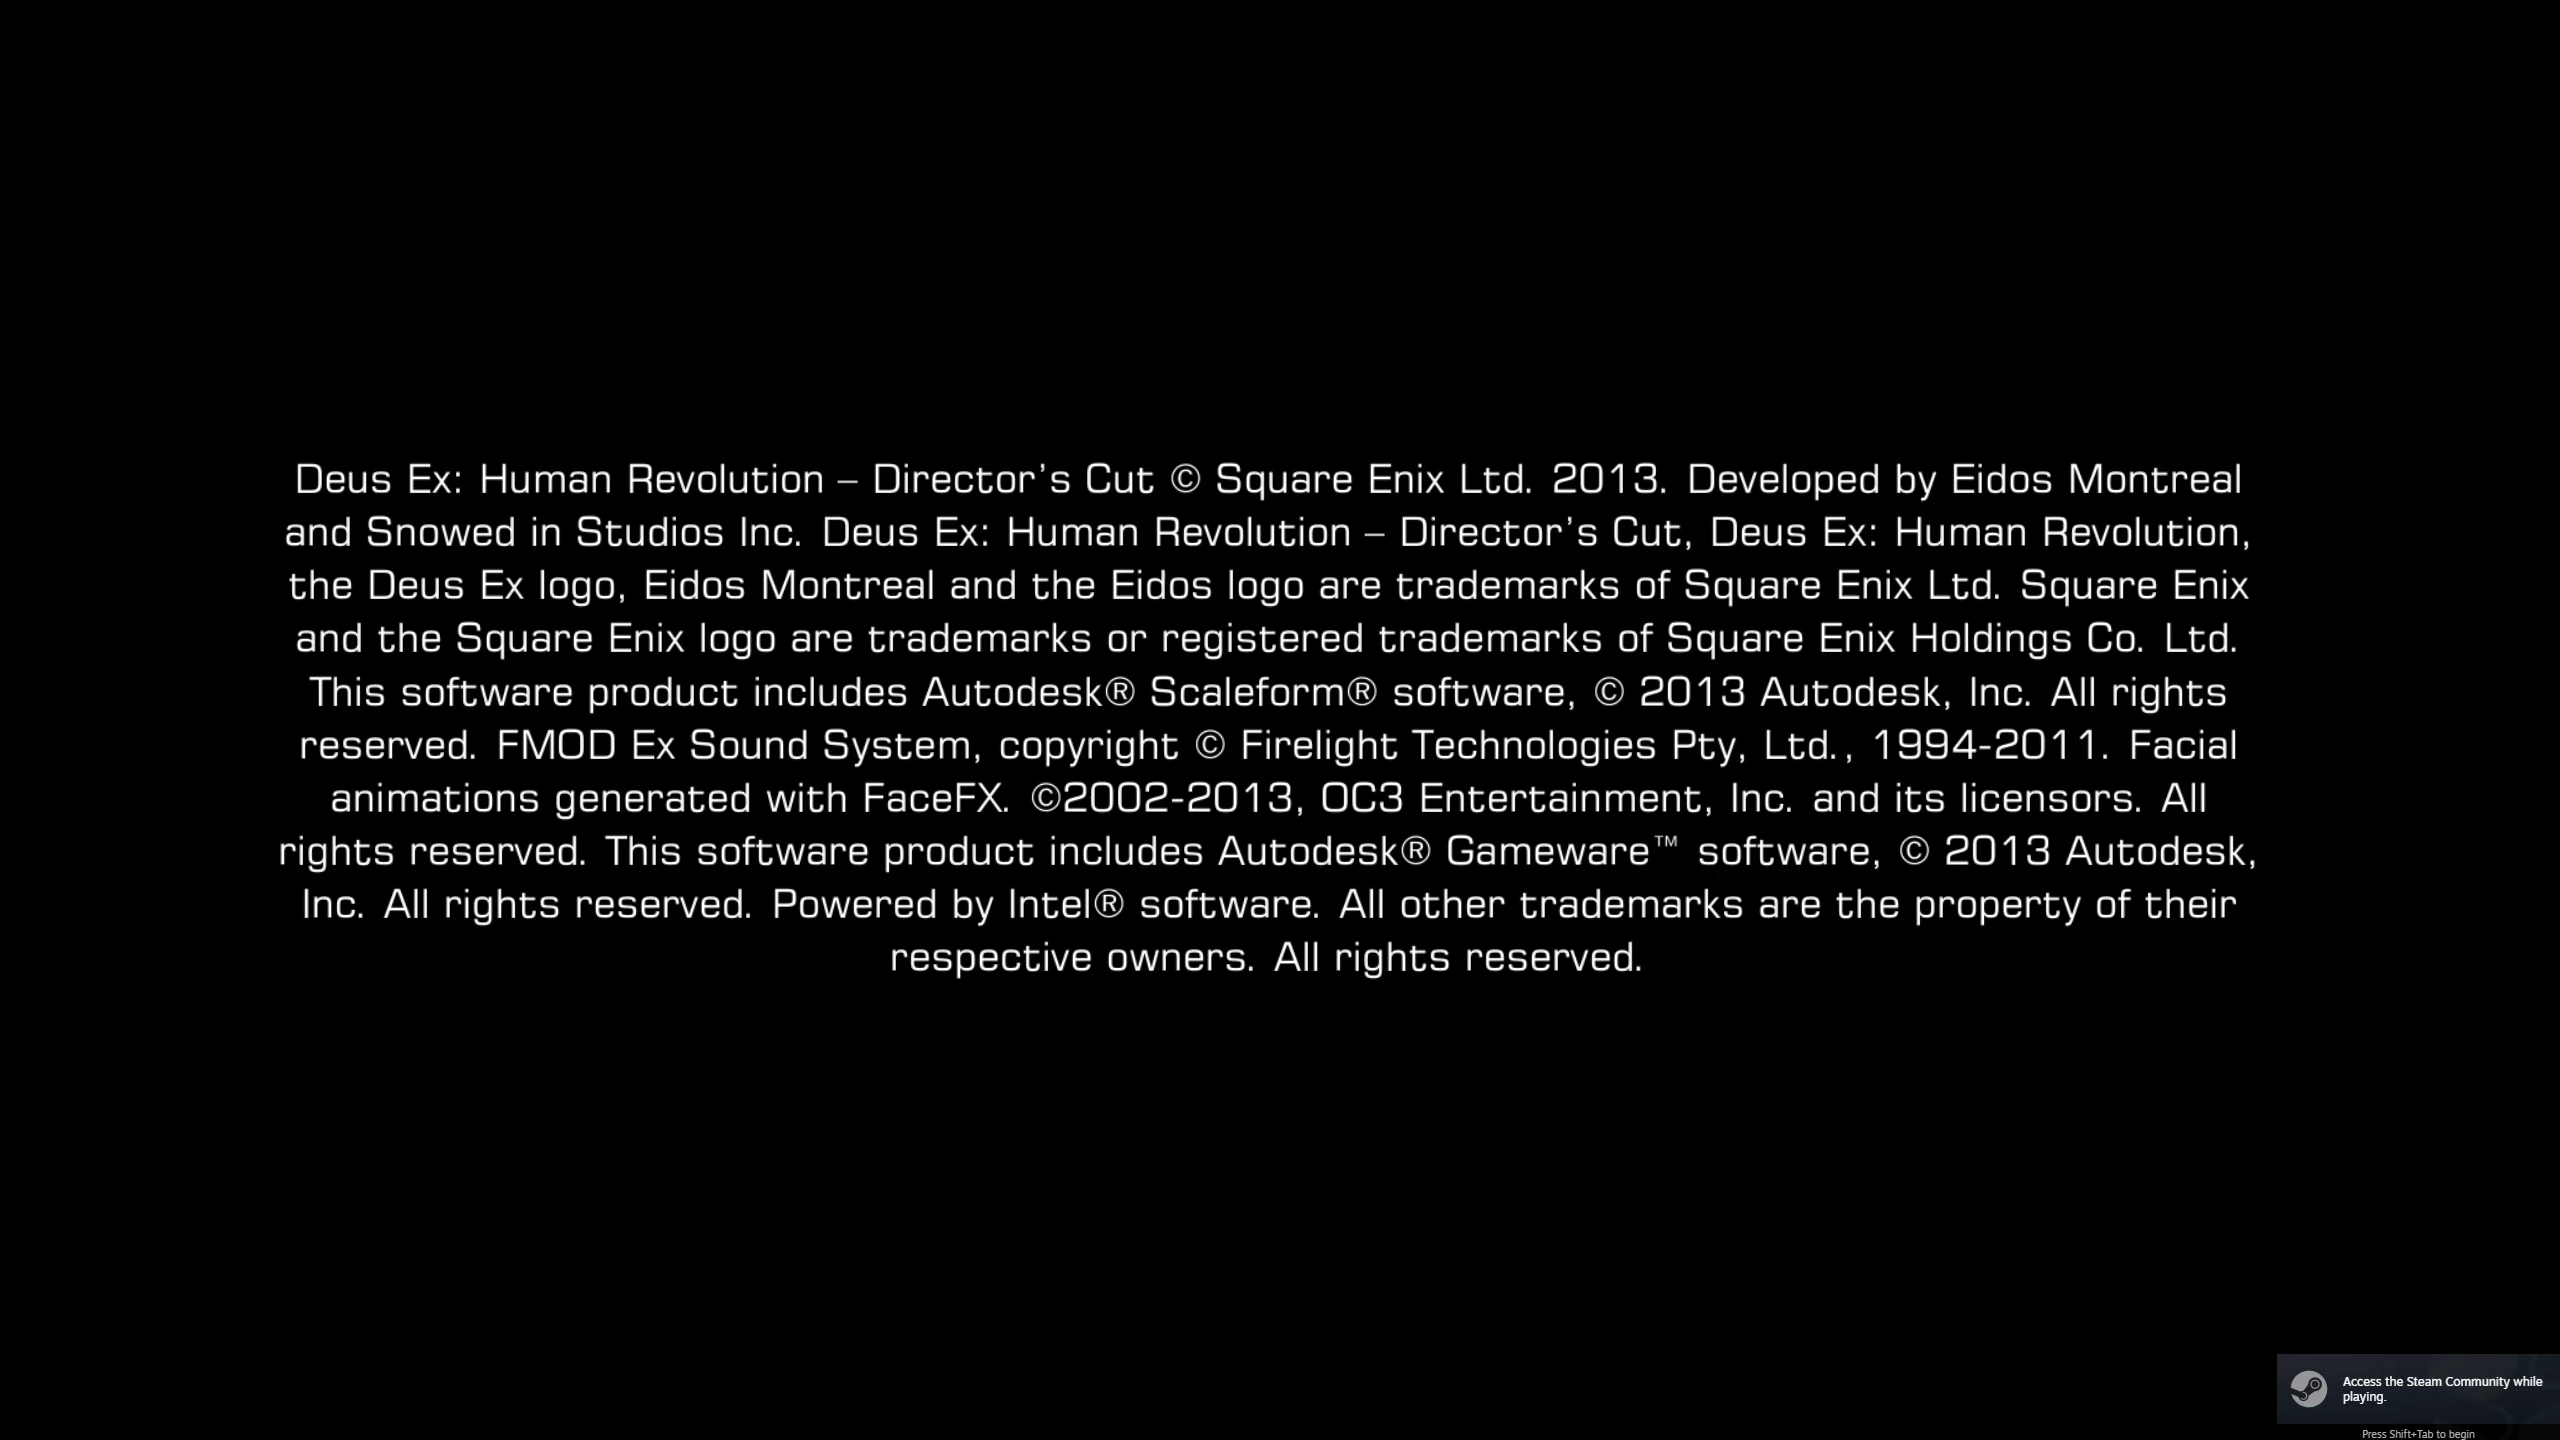 Deus Ex: Human Revolution – Director’s Cut © Square Enix Ltd. 2013. Developed by Eidos Montreal
and Snowed in Studios Inc. Deus Ex: Human Revolution – Director’s Cut, Deus Ex: Human Revolution,
the Deus Ex logo, Eidos Montreal and the Eidos logo are trademarks of Square Enix Ltd. Square Enix
and the Square Enix logo are trademarks or registered trademarks of Square Enix Holdings Co. Ltd.
This software product includes Autodesk® Scaleform® software, © 2013 Autodesk, Inc. All rights
reserved. FMOD Ex Sound System, copyright © Firelight Technologies Pty, Ltd., 1994-2011. Facial
animations generated with FaceFX. ©2002-2013, OC3 Entertainment, Inc. and its licensors. All
rights reserved. This software product includes Autodesk® Gameware™ software, © 2013 Autodesk,
Inc. All rights reserved. Powered by Intel® software. All other trademarks are the property of their
respective owners. All rights reserved.
Access the Steam Community while
playing.
Press Shift+Tab to begin